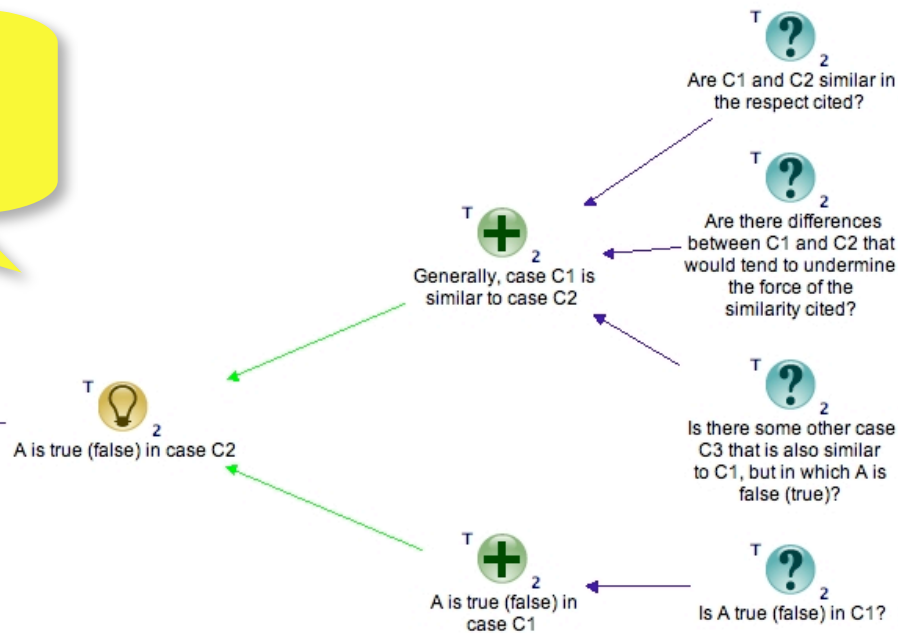 T
2
Are C1 and C2 similar in
the respect cited?
T
2
Are there differences
between C1 and C2 that
would tend to undermine
the force of the
similarity cited?
T
2
Generally, case C1 is
similar to case C2
T
2
Is there some other case
C3 that is also similar
to C1, but in which A is
false (true)?
T
2
A is true (false) in case C2
T
2
A is true (false) in
case C1
T
2
Is A true (false) in C1?